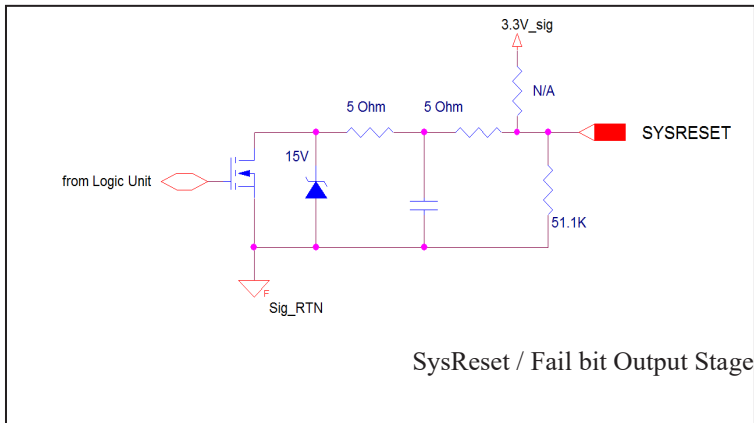 3.3V_sig
N/A
5 Ohm 5 Ohm
SYSRESET
15V
from Logic Unit
51.1K
F
Sig_RTN
SysReset / Fail bit Output Stage